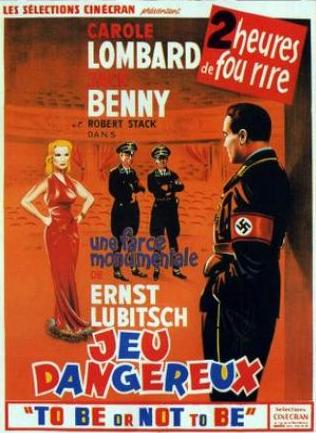 LES SÉLECTIONS CINÉCRAN présentent
2 heures
de fou rire
CAROLE
LOMBARD
JACK
BENNY
et ROBERT STACK
DANS
une farce
monumentale
DE
ERNST
LUBITSCH
JEU
DANGEREUX
"TO BE OR NOT TO BE"
Sélections
CINÉCRAN